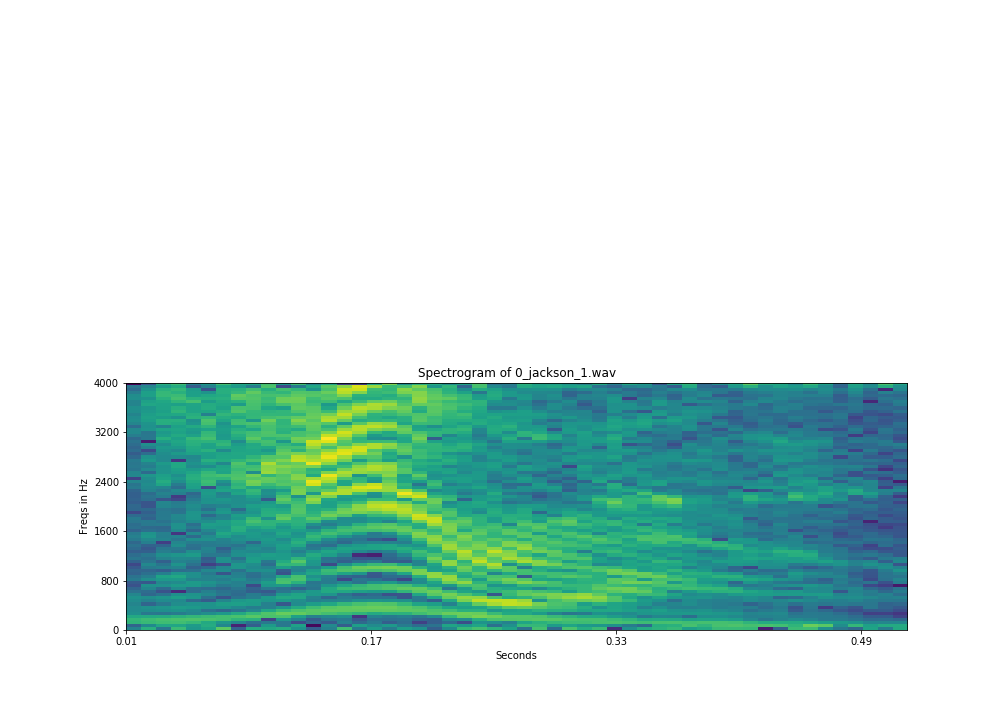 Spectrogram of 0_jackson_1.wav
4000
3200
2400
1600
800
0
Freqs in Hz
0.01 0.17 0.33 0.49
Seconds